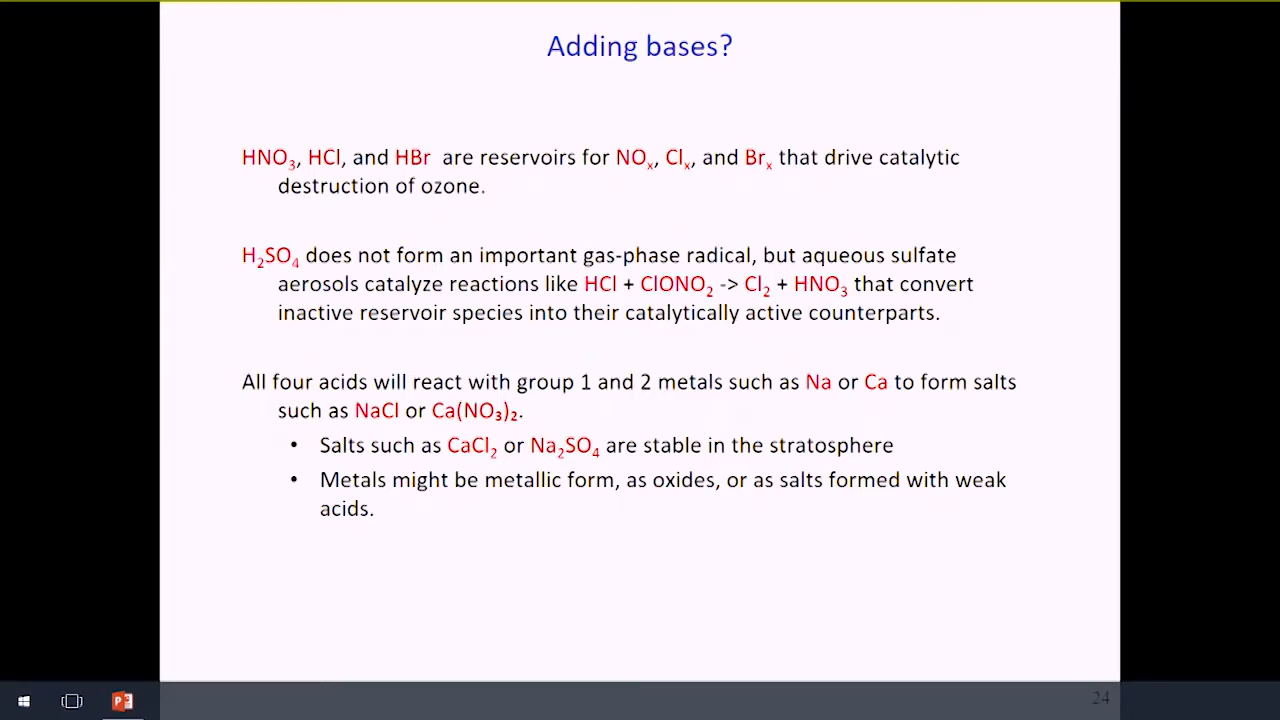 Adding bases?
HNO₃, HCl, and HBr are reservoirs for NOₓ, Clₓ, and Brₓ that drive catalytic
destruction of ozone.
H₂SO₄ does not form an important gas-phase radical, but aqueous sulfate
aerosols catalyze reactions like HCl + ClONO₂ -> Cl₂ + HNO₃ that convert
inactive reservoir species into their catalytically active counterparts.
All four acids will react with group 1 and 2 metals such as Na or Ca to form salts
such as NaCl or Ca(NO₃)₂.
• Salts such as CaCl₂ or Na₂SO₄ are stable in the stratosphere
• Metals might be metallic form, as oxides, or as salts formed with weak
acids.
24